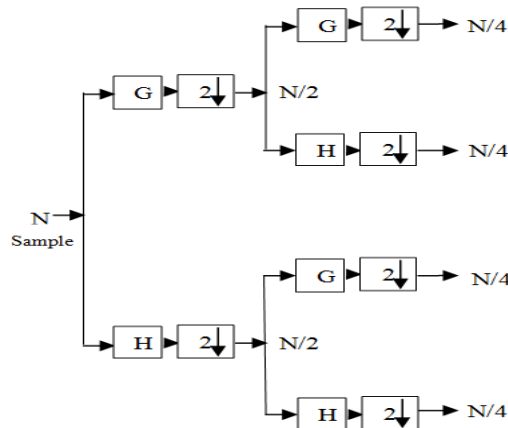 G 2↓ N/4
G 2↓ N/2
H 2↓ N/4
N
Sample
G 2↓ N/4
H 2↓ N/2
H 2↓ N/4